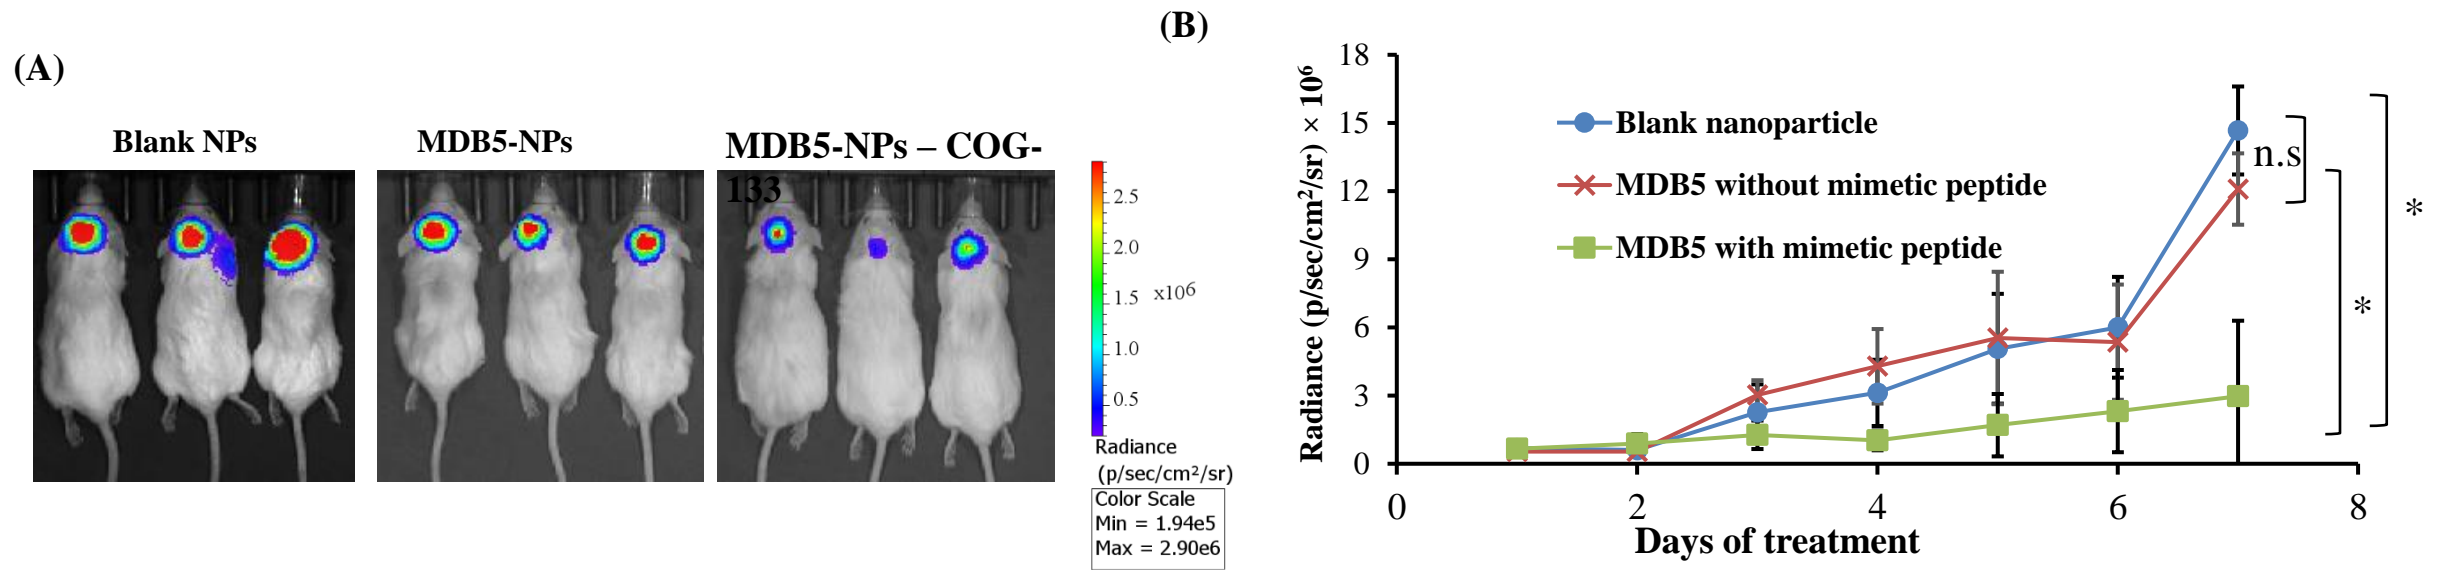 (A)
Blank NPs
MDB5-NPs
MDB5-NPs – COG-
133
2.5
2.0
1.5
x10⁶
1.0
0.5
Radiance
(p/sec/cm²/sr)
Color Scale
Min = 1.94e5
Max = 2.90e6
(B)
Radiance (p/sec/cm²/sr) × 10⁶
18
15
12
9
6
3
0
Blank nanoparticle
MDB5 without mimetic peptide
MDB5 with mimetic peptide
n.s
*
*
0
2
4
6
8
Days of treatment